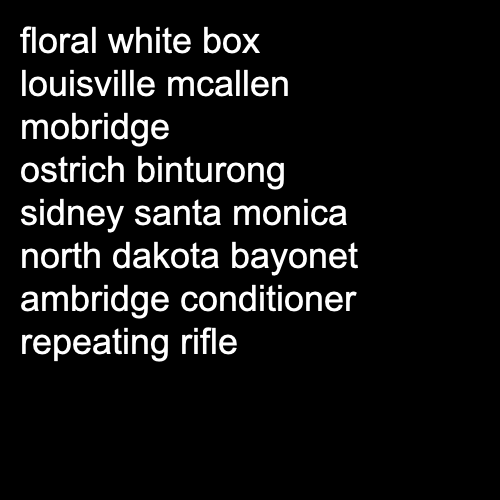 floral white box
louisville mcallen
mobridge
ostrich binturong
sidney santa monica
north dakota bayonet
ambridge conditioner
repeating rifle